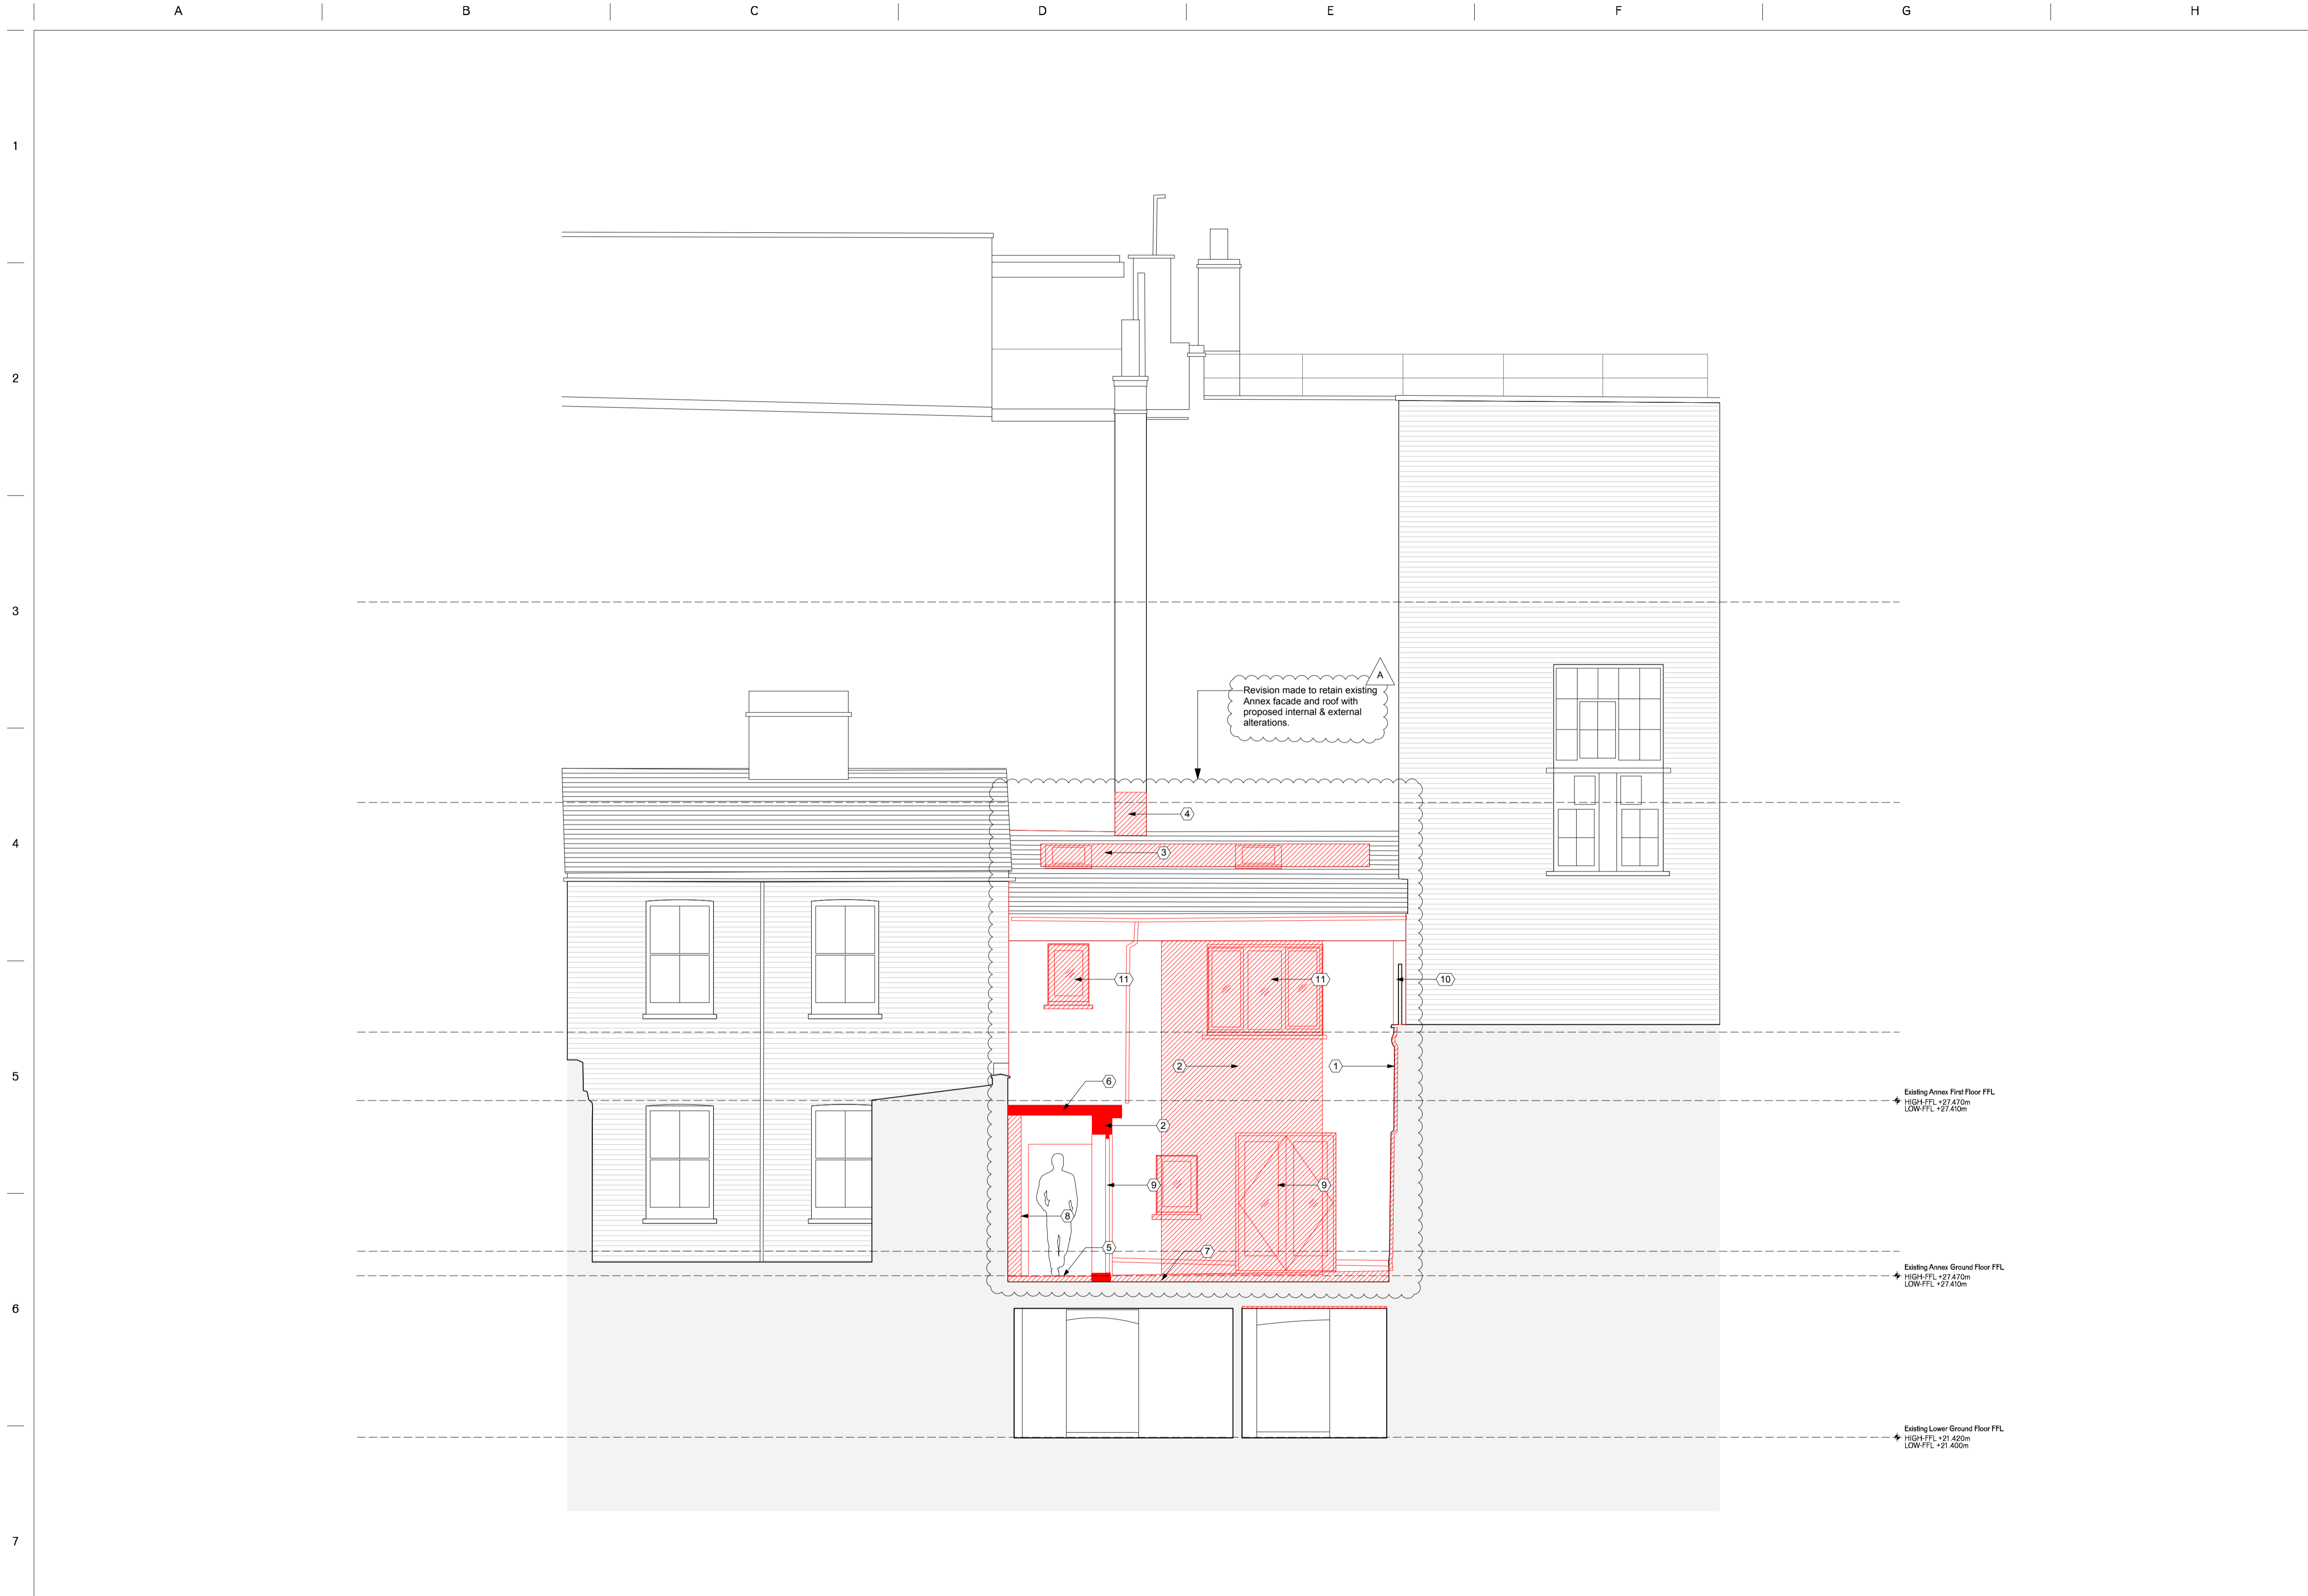 A B C D E F G H
1
2
3
A
Revision made to retain existing
Annex facade and roof with
proposed internal & external
alterations.
4
4
3
11 11 10
5
2 1
6
Existing Annex First Floor FFL
HIGH-FFL +27.470m
LOW-FFL +27.410m
2
9 9
8
5 7
Existing Annex Ground Floor FFL
HIGH-FFL +27.470m
LOW-FFL +27.410m
6
Existing Lower Ground Floor FFL
HIGH-FFL +21.420m
LOW-FFL +21.400m
7